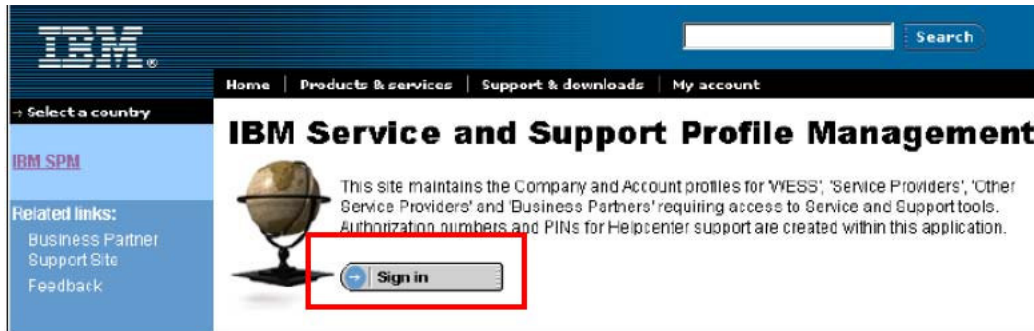 IBM®
Search
Home | Products & services | Support & downloads | My account
→ Select a country
IBM Service and Support Profile Management
IBM SPM
This site maintains the Company and Account profiles for 'WESS', 'Service Providers', 'Other
Service Providers' and 'Business Partners' requiring access to Service and Support tools.
Authorization numbers and PINs for Helpcenter support are created within this application.
Related links:
Business Partner
Support Site
Feedback
Sign in